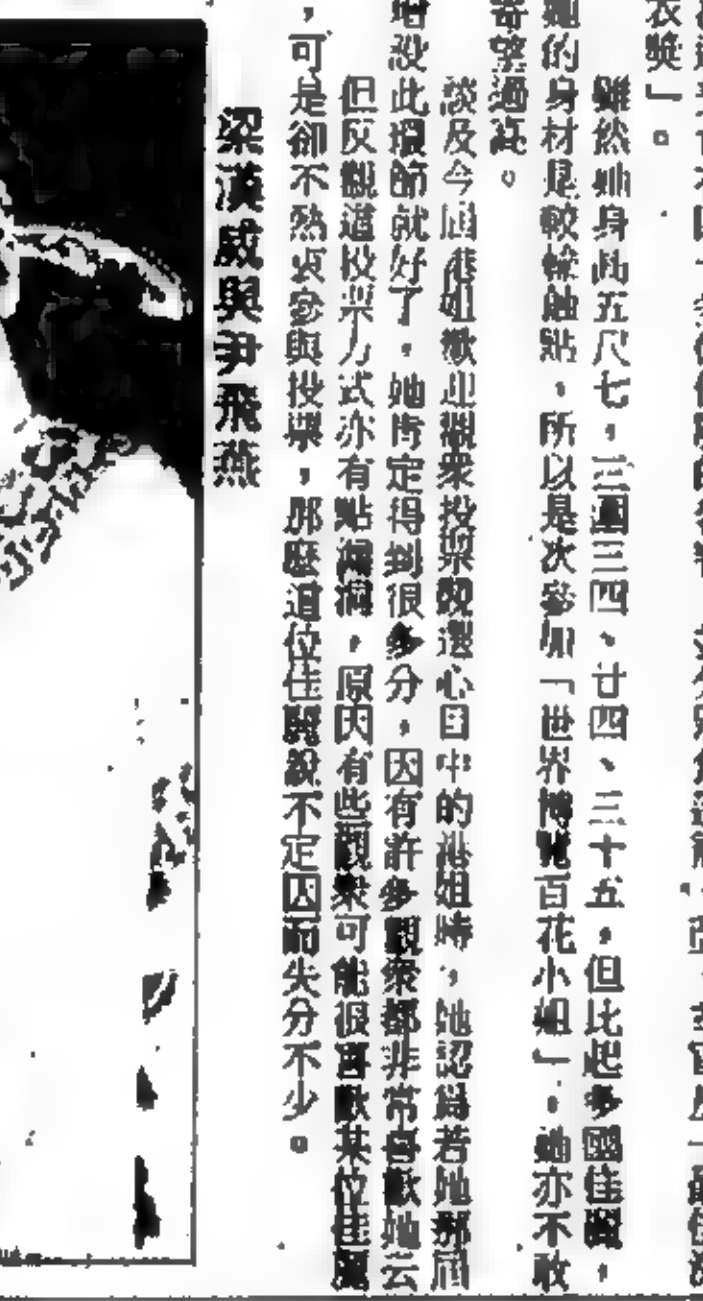 衣獎」。
雖然她身高五尺七，三圍三四、廿四、三十五，但比起多國佳麗，
她的身材是較蝕點，所以是次參加「世界博覽百花小姐」，她亦不敢
寄望過高。
談及今屆港姐歡迎觀衆投票致選心目中的港姐時，她認爲若她那屆
增設此環節就好了，她肯定得到很多分，因有許多觀衆都非常喜歡她云
但反觀這投票方式亦有點漏洞，原因有些觀衆可能很喜歡某位佳麗
，可是卻不熱衷參與投票，那麼這位佳麗說不定因而失分不少。
梁漢威與尹飛燕